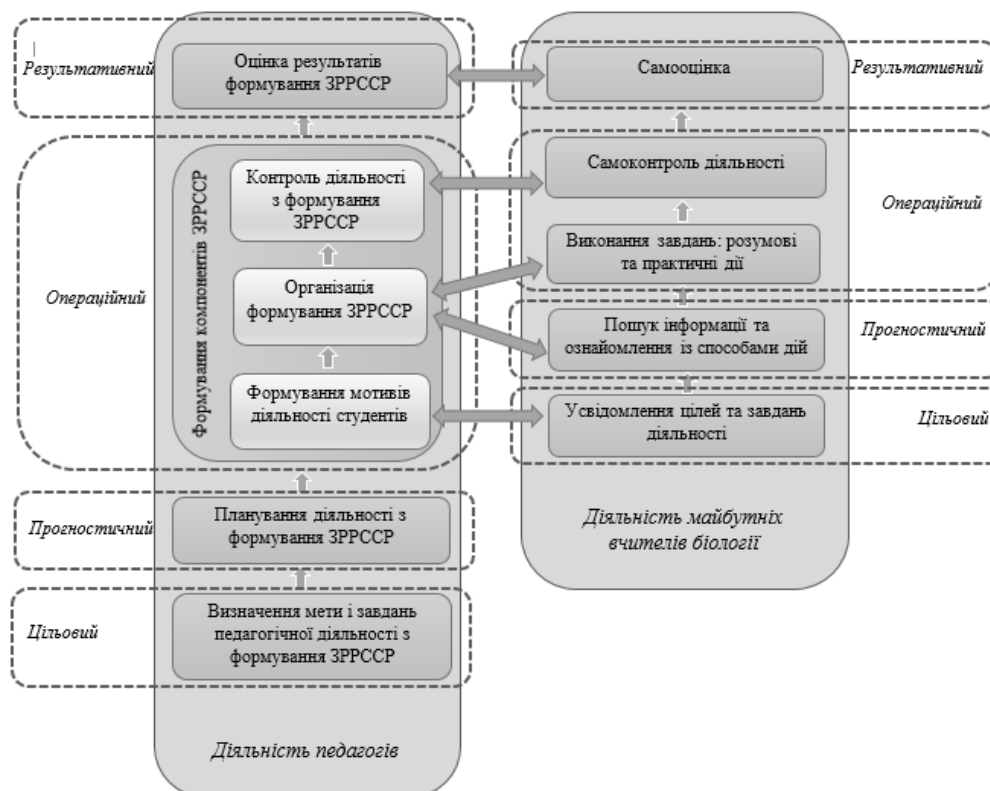 Результативний
Оцінка результатів
формування ЗРРССР
Операційний
Формування компонентів ЗРРССР
Контроль діяльності
з формування
ЗРРССР
Організація
формування ЗРРССР
Формування мотивів
діяльності студентів
Прогностичний
Планування діяльності з
формування ЗРРССР
Цільовий
Визначення мети і завдань
педагогічної діяльності з
формування ЗРРССР
Діяльність педагогів
Самооцінка
Результативний
Самоконтроль діяльності
Операційний
Виконання завдань: розумові
та практичні дії
Пошук інформації та
ознайомлення із способами дій
Прогностичний
Усвідомлення цілей та завдань
діяльності
Цільовий
Діяльність майбутніх
вчителів біології